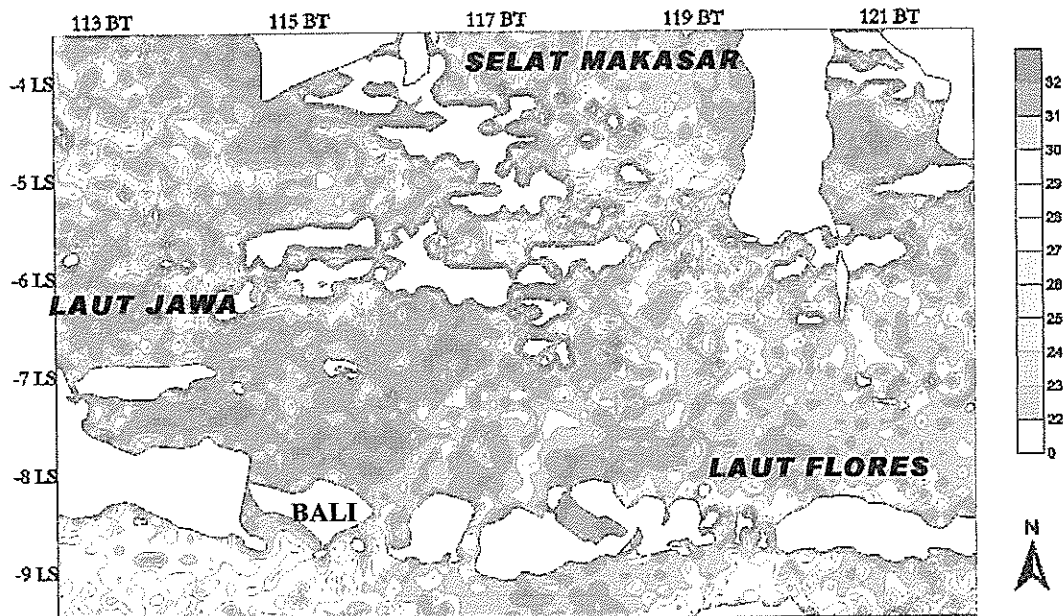 113 BT 115 BT 117 BT 119 BT 121 BT
SELAT MAKASAR
-4 LS
-5 LS
-6 LS
LAUT JAWA
-7 LS
-8 LS
LAUT FLORES
BALI
-9 LS
32
31
30
29
28
27
26
25
24
23
22
0
N